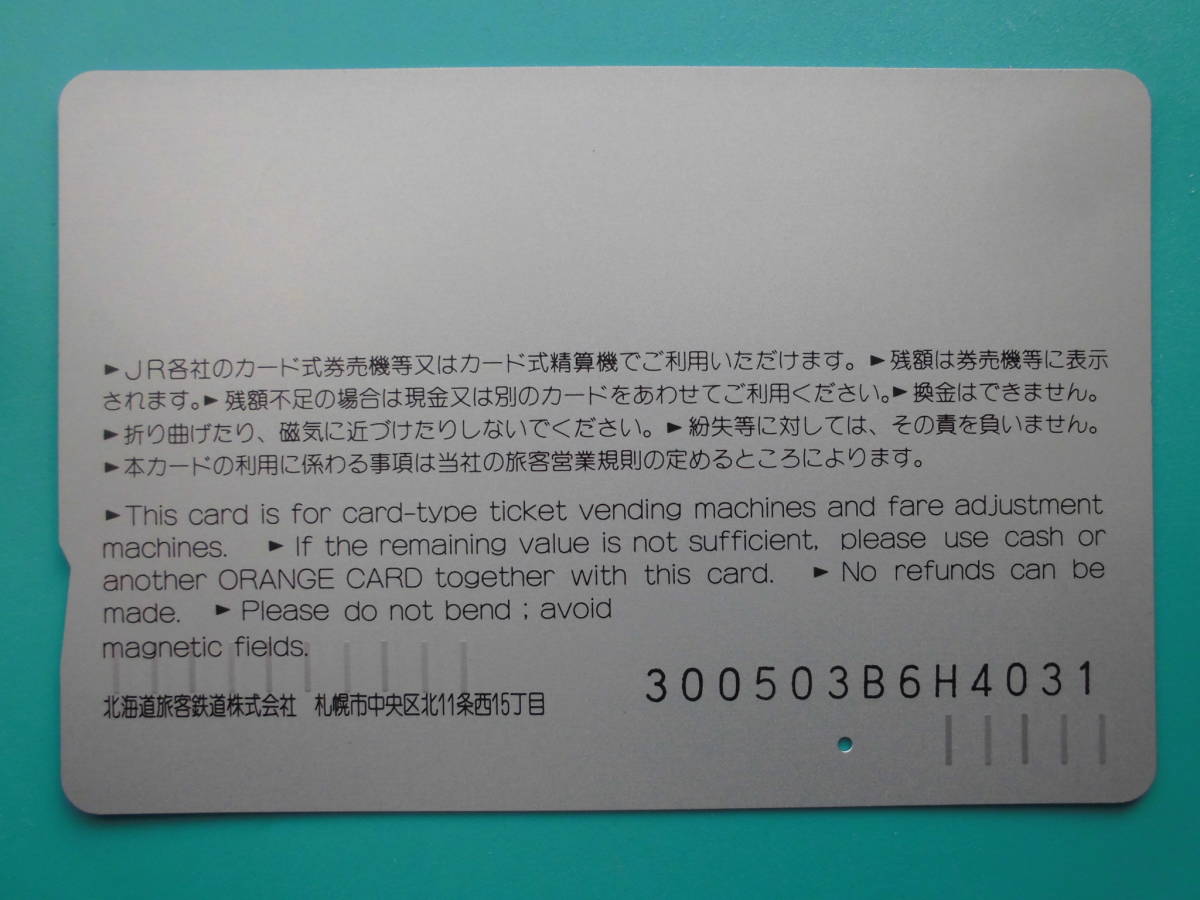 ►JR各社のカード式券売機等又はカード式精算機でご利用いただけます。►残額は券売機等に表示
されます。►残額不足の場合は現金又は別のカードをあわせてご利用ください。►換金はできません。
►折り曲げたり、磁気に近づけたりしないでください。►紛失等に対しては、その責を負いません。
►本カードの利用に係わる事項は当社の旅客営業規則の定めるところによります。
►This card is for card-type ticket vending machines and fare adjustment
machines. ►If the remaining value is not sufficient, please use cash or
another ORANGE CARD together with this card. ►No refunds can be
made. ►Please do not bend ; avoid
magnetic fields.
300503B6H4031
北海道旅客鉄道株式会社 札幌市中央区北11条西15丁目